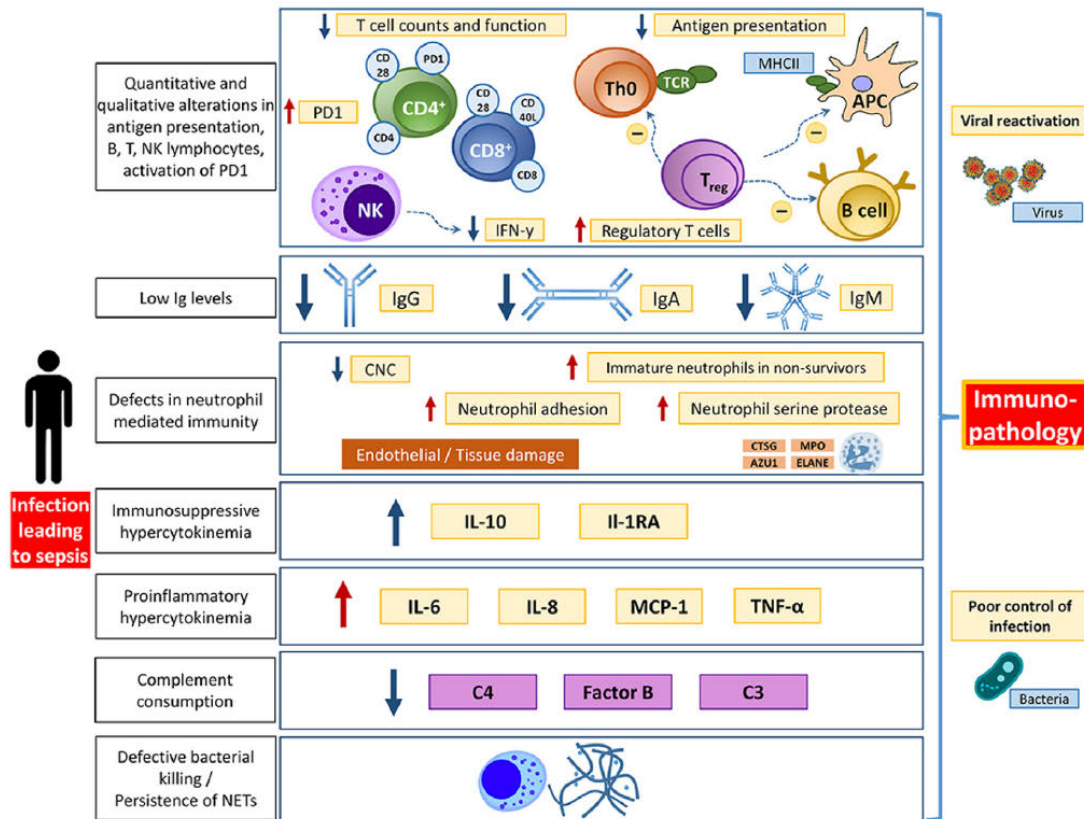 T cell counts and function
Antigen presentation
Quantitative and
qualitative alterations in
antigen presentation,
B, T, NK lymphocytes,
activation of PD1
PD1
CD
28
PD1
CD4⁺
CD4
CD
28
CD
40L
CD8⁺
CD8
NK
IFN-γ
Th0
TCR
MHCII
APC
−
−
Treg
−
B cell
Regulatory T cells
Viral reactivation
Virus
Low Ig levels
IgG
IgA
IgM
Defects in neutrophil
mediated immunity
CNC
Immature neutrophils in non-survivors
Neutrophil adhesion
Neutrophil serine protease
Endothelial / Tissue damage
CTSG
MPO
AZU1
ELANE
Immuno-
pathology
Infection
leading
to sepsis
Immunosuppressive
hypercytokinemia
IL-10
Il-1RA
Proinflammatory
hypercytokinemia
IL-6
IL-8
MCP-1
TNF-α
Poor control of
infection
Bacteria
Complement
consumption
C4
Factor B
C3
Defective bacterial
killing /
Persistence of NETs